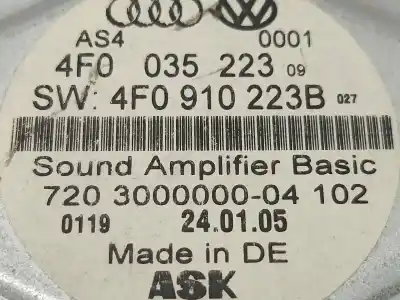 AS4 0001
4F0 035 223 09
SW: 4F0 910 223B 027
Sound Amplifier Basic
720 3000000-04 102
0119 24.01.05
Made in DE
ASK